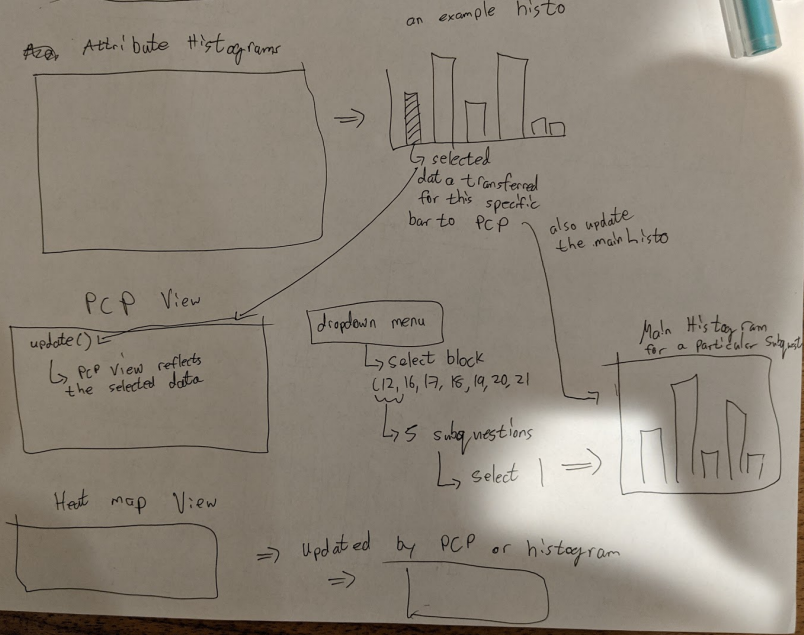 an example histo
Attribute Histograms
selected
data transferred
for this specific
bar to PCP
also update
the main histo
PCP View
update()
PCP View reflects
the selected data
dropdown menu
select block
(12, 16, 17, 18, 19, 20, 21
5 subquestions
select 1
Main Histogram
for a particular Subquest
Heat map View
Updated by PCP or histogram